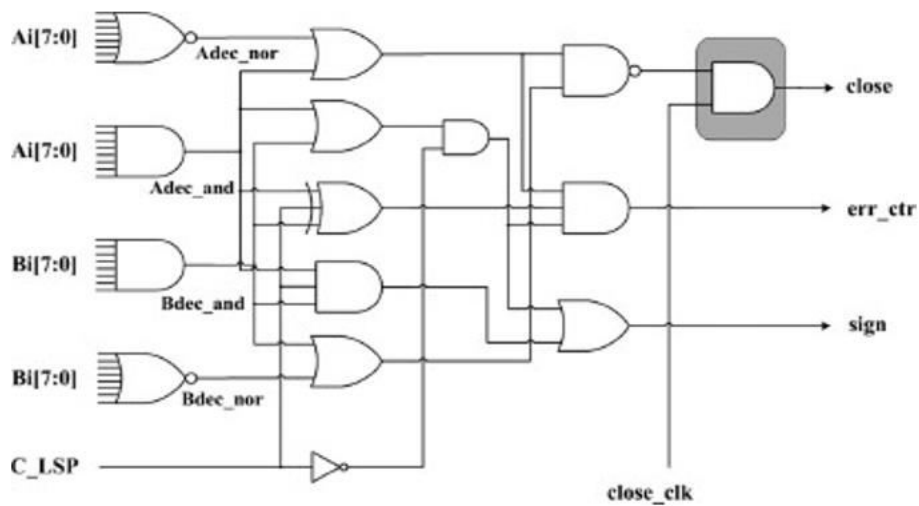 Ai[7:0]
Adec_nor
close
Ai[7:0]
Adec_and
err_ctr
Bi[7:0]
Bdec_and
sign
Bi[7:0]
Bdec_nor
C_LSP
close_clk